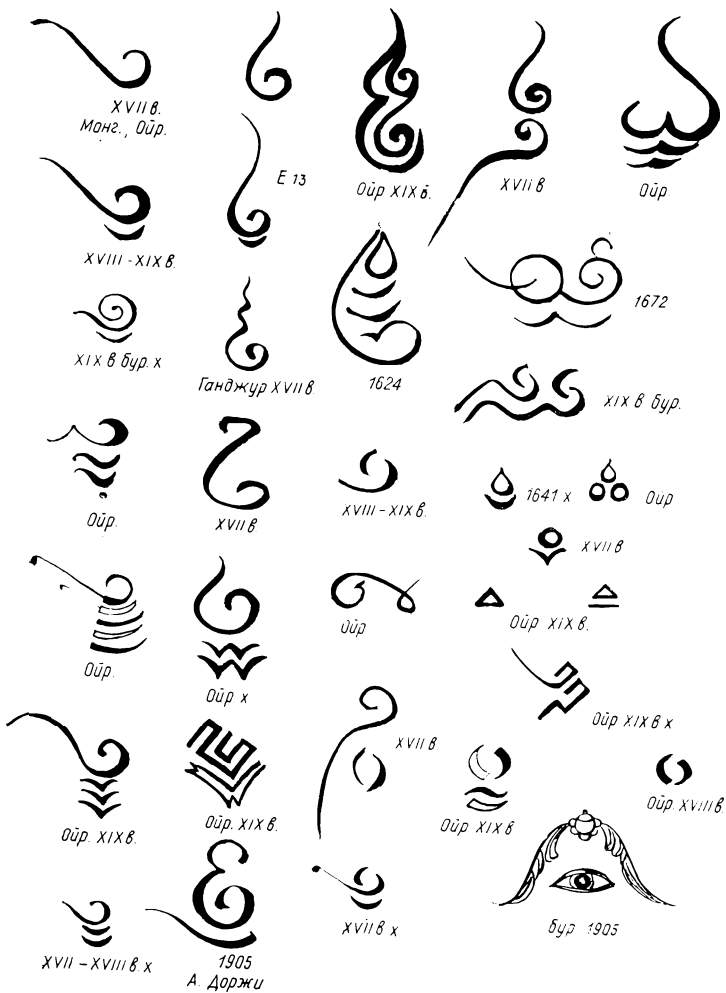 XVII в.
Монг., Ойр.
Е 13
Ойр XIX в.
XVII в
Ойр.
XVIII - XIX в.
1672
XIX в бур. х
Ганджур XVII в.
1624
XIX в бур.
Ойр.
XVII в
XVIII - XIX в.
1641 х
Ойр
XVII в
Ойр.
Ойр х
Ойр
Ойр XIX в.
Ойр XIX в х
XVII в.
Ойр. XIX в.
Ойр. XIX в.
Ойр XIX в
Ойр. XVIII в.
XVII – XVIII в. х
1905
А. Доржи
XVII в х
бур 1905